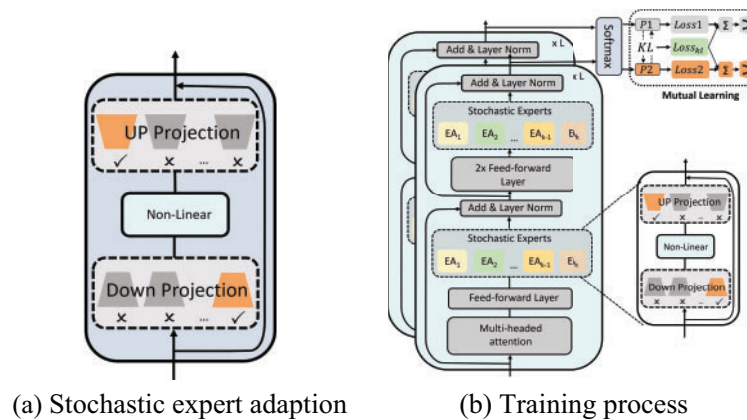 UP Projection
✓ × ... ×
Non-Linear
Down Projection
× × ... ✓
(a) Stochastic expert adaption
x L
Add & Layer Norm
x L
Add & Layer Norm
Stochastic Experts
EA1 EA2 ... EAk-1 Ek
2x Feed-forward
Layer
Add & Layer Norm
Stochastic Experts
EA1 EA2 ... EAk-1 Ek
Feed-forward Layer
Multi-headed
attention
Softmax
P1 Loss1 Σ
KL Losskl
P2 Loss2 Σ
Mutual Learning
UP Projection
✓ × ... ×
Non-Linear
Down Projection
× × ... ✓
(b) Training process